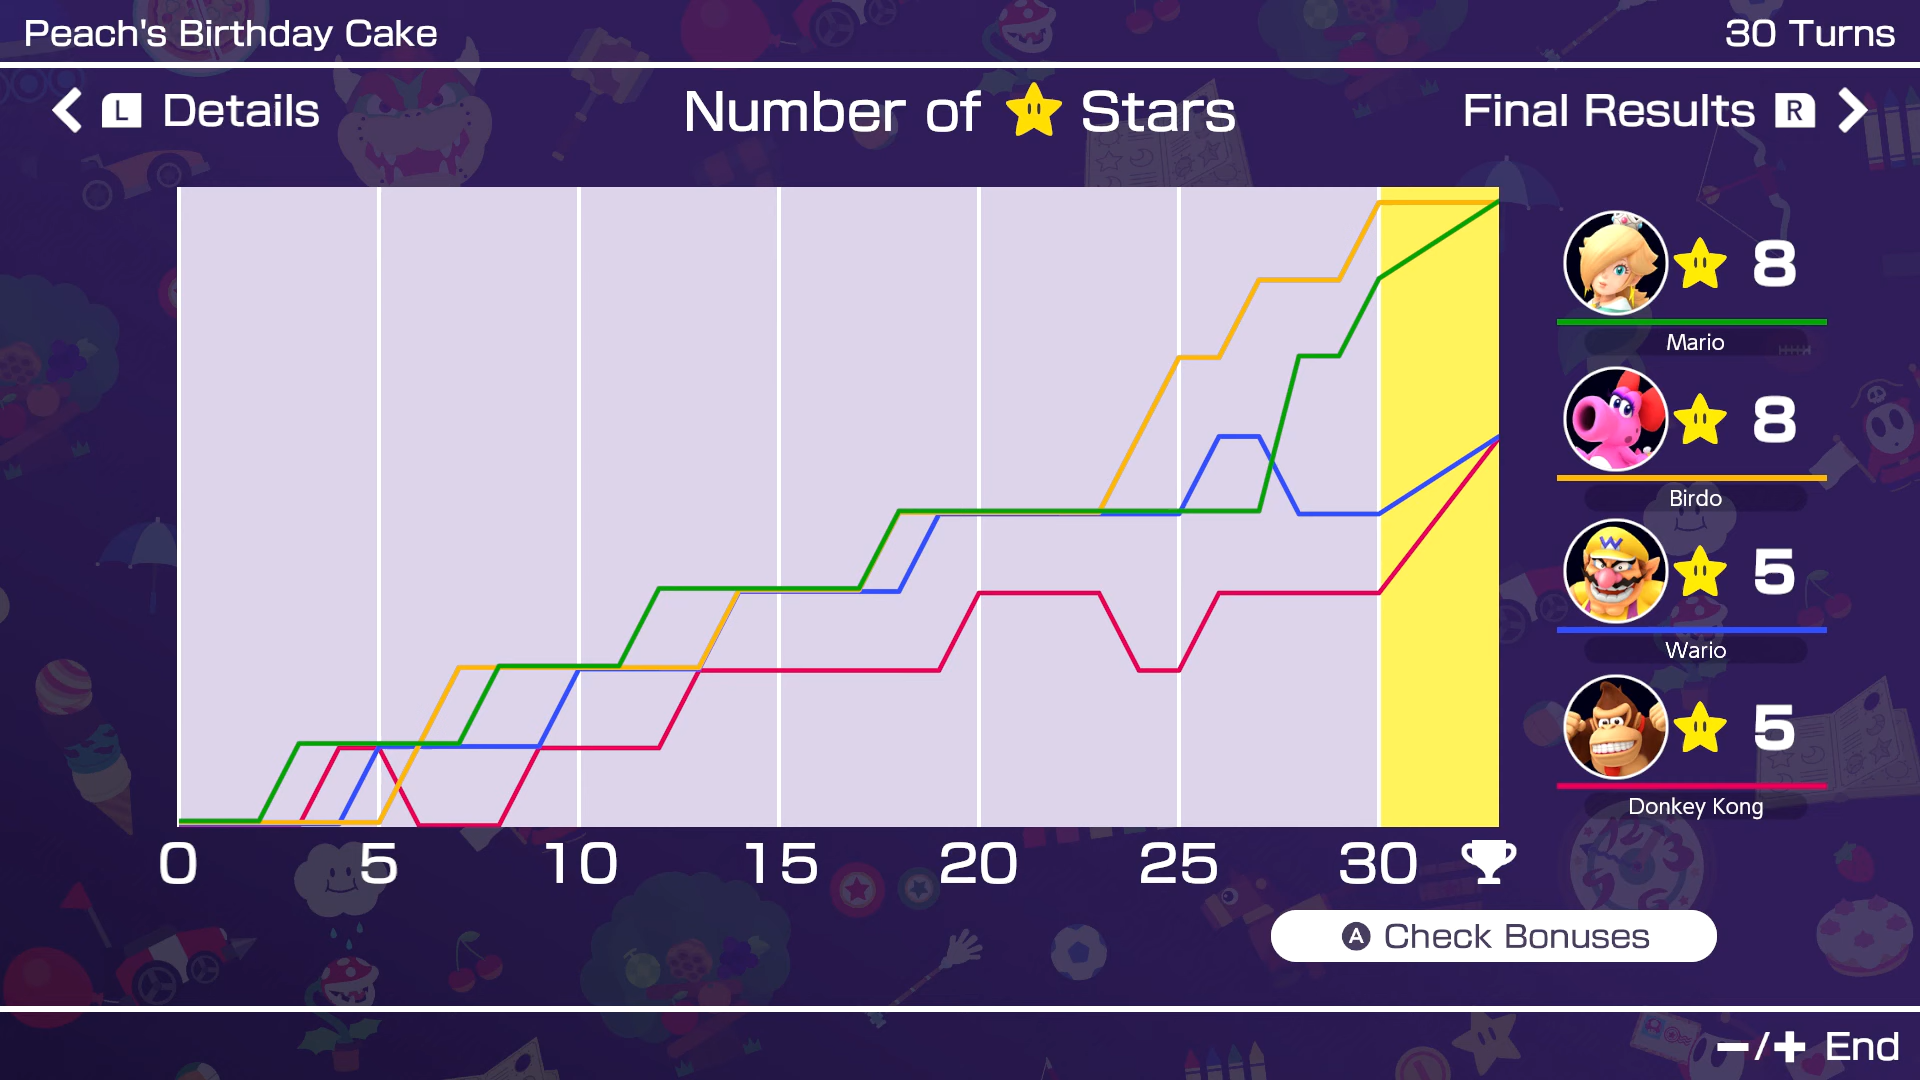 Peach's Birthday Cake
30 Turns
L Details
Number of Stars
Final Results R
8
Mario
8
Birdo
5
Wario
5
Donkey Kong
0 5 10 15 20 25 30
A Check Bonuses
−/+ End